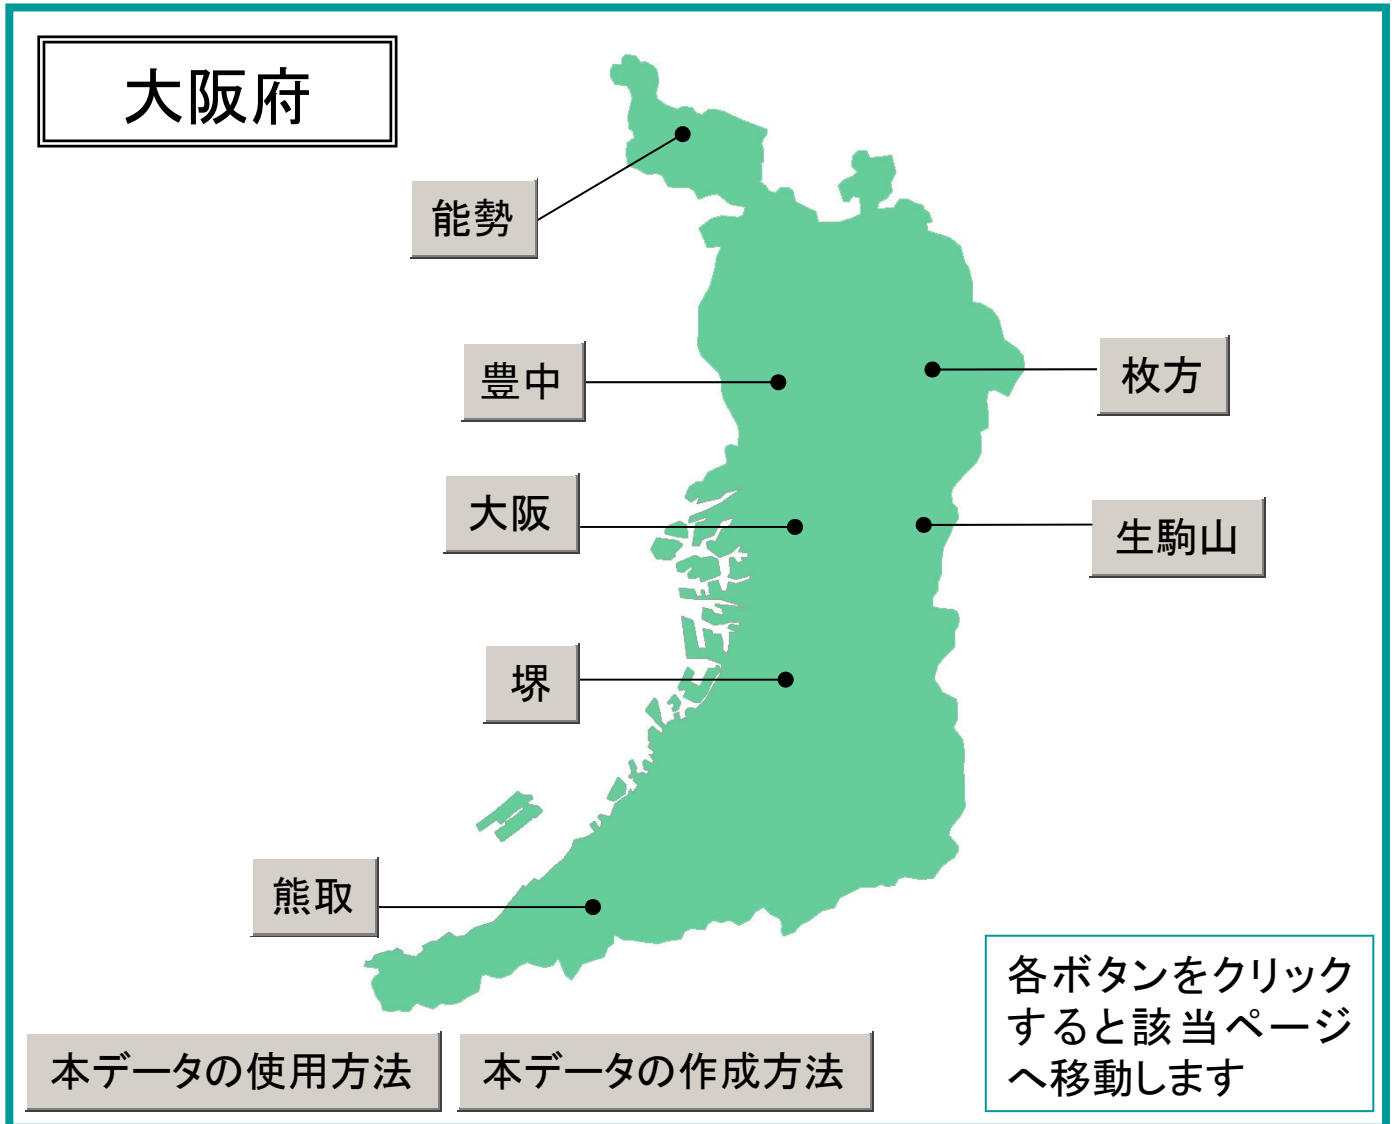 大阪府
能勢
豊中
枚方
大阪
生駒山
堺
熊取
各ボタンをクリック
すると該当ページ
へ移動します
本データの使用方法
本データの作成方法